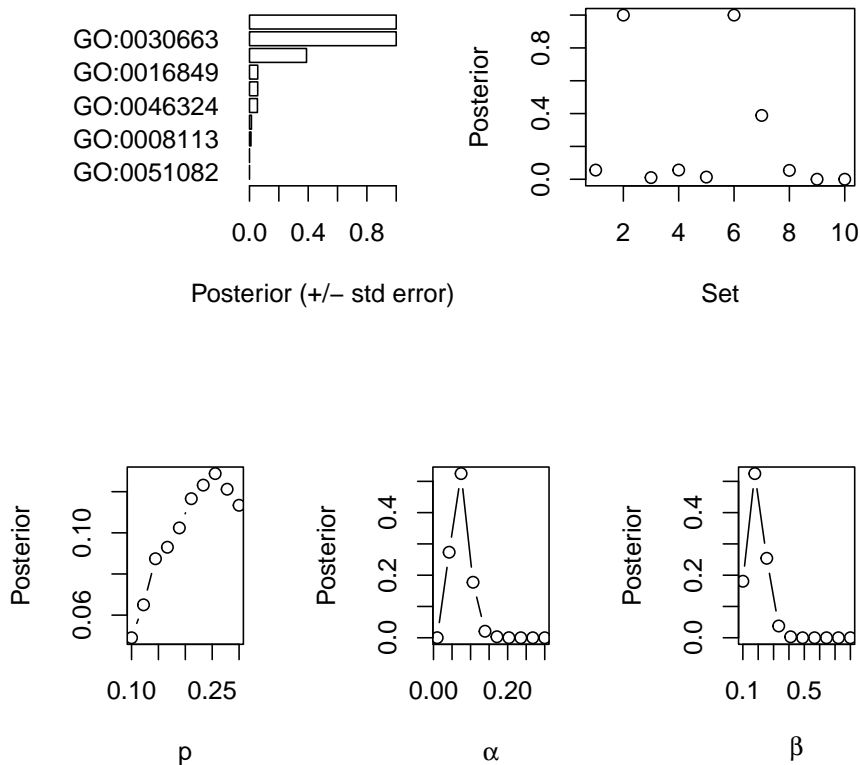 GO:0030663
GO:0016849
GO:0046324
GO:0008113
GO:0051082
0.0 0.4 0.8
Posterior (+/− std error)
Posterior
0.0 0.4 0.8
2 4 6 8 10
Set
Posterior
0.06 0.10
0.10 0.25
p
Posterior
0.0 0.2 0.4
0.00 0.20
α
Posterior
0.0 0.2 0.4
0.1 0.5
β